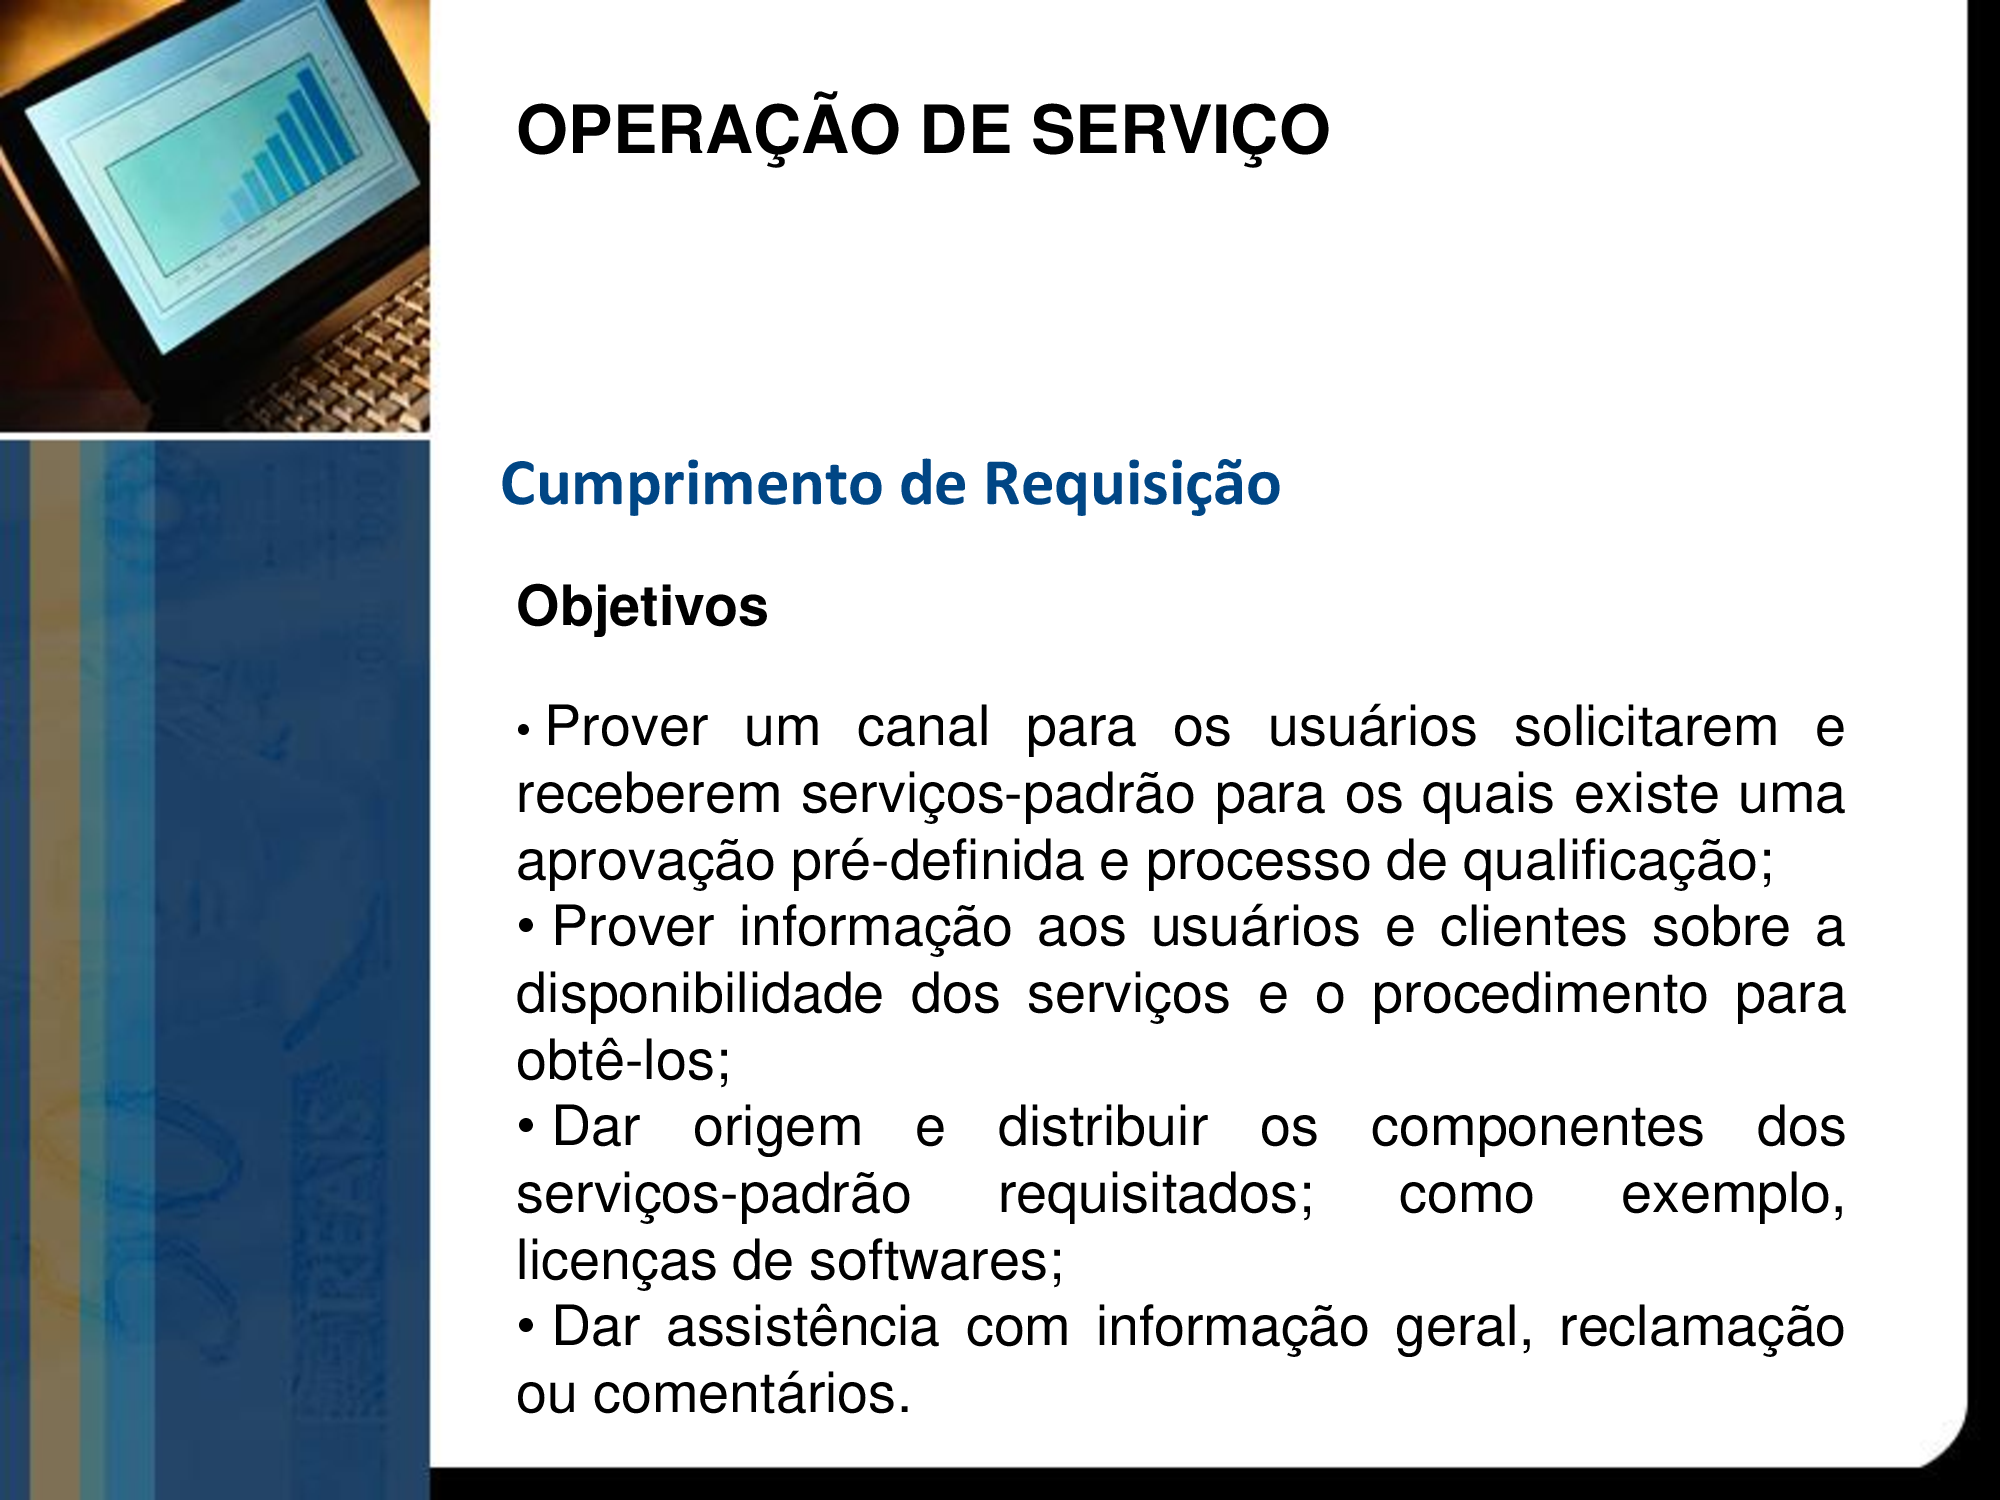 OPERAÇÃO DE SERVIÇO
Cumprimento de Requisição
Objetivos
• Prover um canal para os usuários solicitarem e
receberem serviços-padrão para os quais existe uma
aprovação pré-definida e processo de qualificação;
• Prover informação aos usuários e clientes sobre a
disponibilidade dos serviços e o procedimento para
obtê-los;
• Dar origem e distribuir os componentes dos
serviços-padrão requisitados; como exemplo,
licenças de softwares;
• Dar assistência com informação geral, reclamação
ou comentários.
REAIS